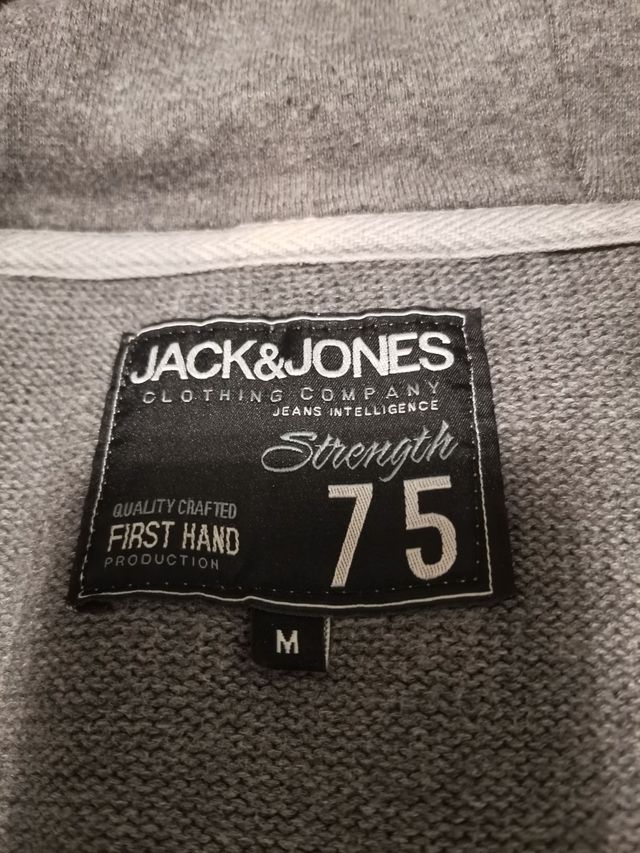 JACK&JONES
CLOTHING COMPANY
JEANS INTELLIGENCE
Strength
75
QUALITY CRAFTED
FIRST HAND
PRODUCTION
M